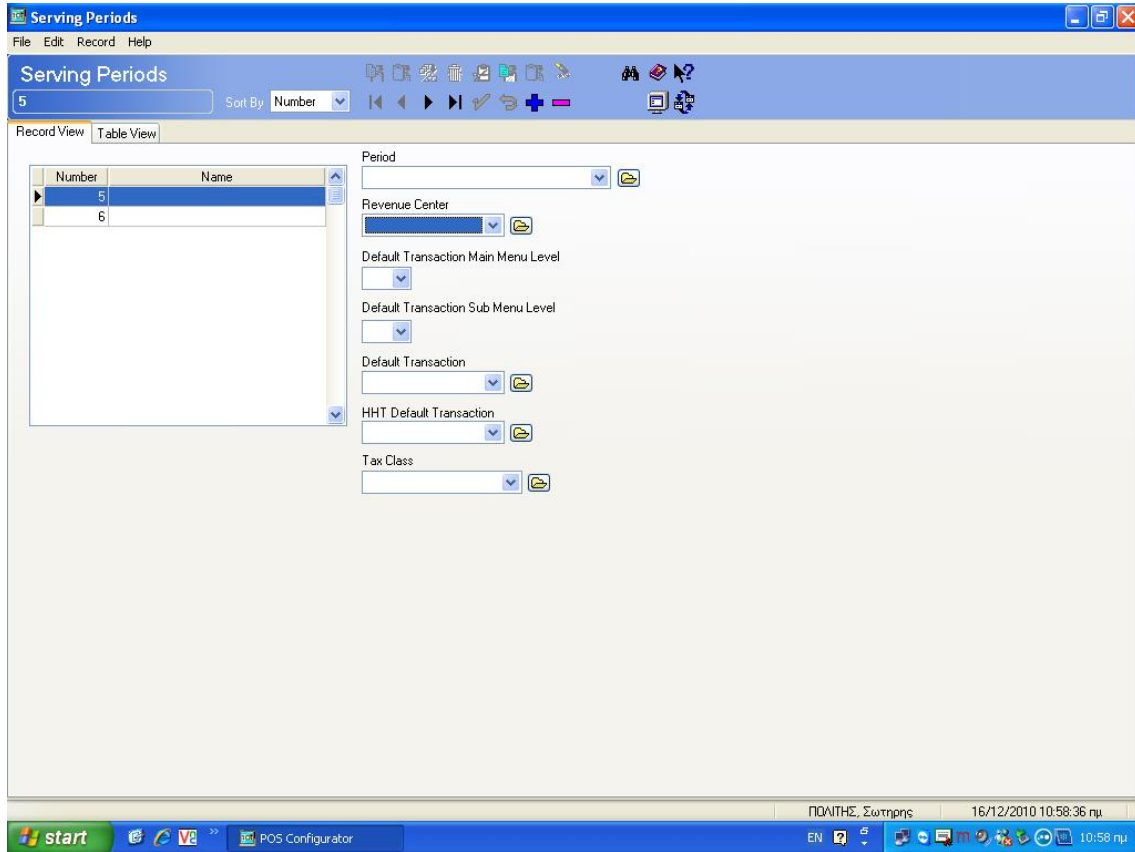 Serving Periods
File Edit Record Help
Serving Periods
5
Sort By Number
Record View Table View
Number Name
5
6
Period
Revenue Center
Default Transaction Main Menu Level
Default Transaction Sub Menu Level
Default Transaction
HHT Default Transaction
Tax Class
ΠΟΛΙΤΗΣ, Σωτηρης 16/12/2010 10:58:36 πμ
start POS Configurator EN 10:58 πμ